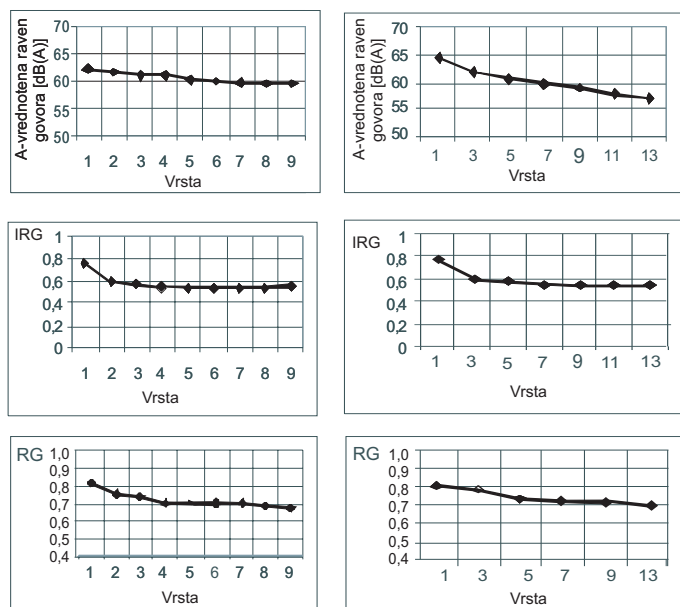 A-vrednotena raven
govora [dB(A)]
70
65
60
55
50
1 2 3 4 5 6 7 8 9
Vrsta
A-vrednotena raven
govora [dB(A)]
70
65
60
55
50
1 3 5 7 9 11 13
Vrsta
IRG
1
0,8
0,6
0,4
0,2
0
1 2 3 4 5 6 7 8 9
Vrsta
IRG
1
0,8
0,6
0,4
0,2
0
1 3 5 7 9 11 13
Vrsta
RG
1,0
0,9
0,8
0,7
0,6
0,5
0,4
1 2 3 4 5 6 7 8 9
Vrsta
RG
1,0
0,9
0,8
0,7
0,6
0,5
0,4
1 3 5 7 9 13
Vrsta